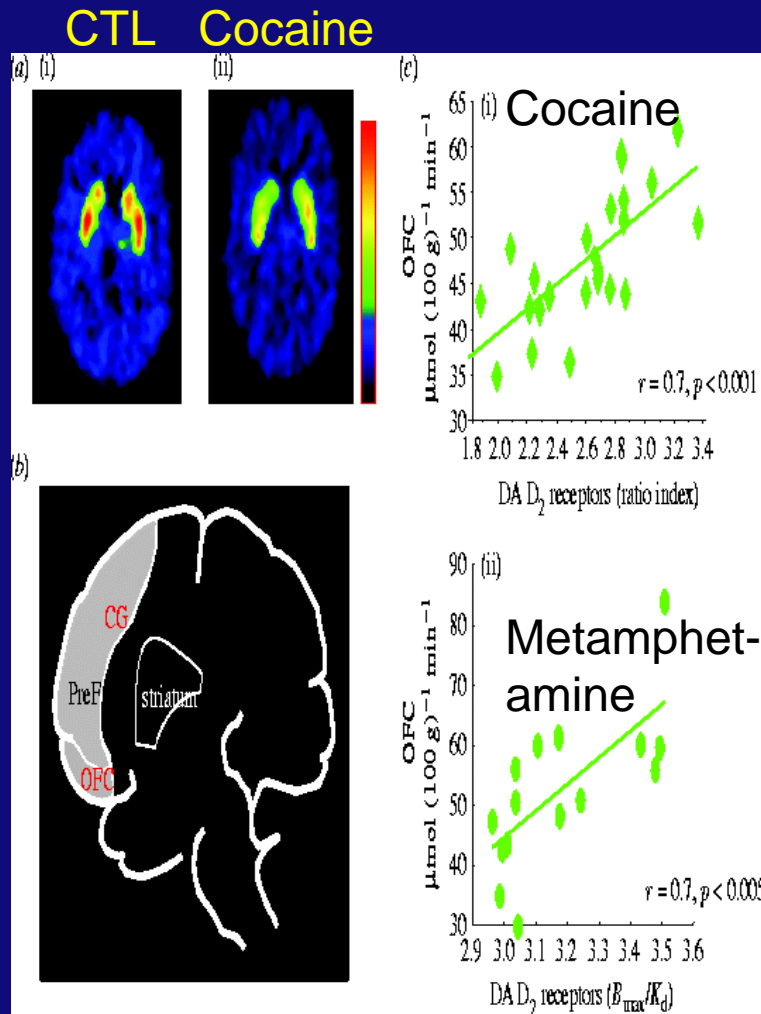 CTL Cocaine
(a) (i) (ii)
(b)
CG
PreF
striatum
OFC
(c)
(i) Cocaine
OFC
µmol (100 g)⁻¹ min⁻¹
65
60
55
50
45
40
35
30
r = 0.7, p < 0.001
1.8 2.0 2.2 2.4 2.6 2.8 3.0 3.2 3.4
DA D₂ receptors (ratio index)
(ii)
Metamphet-
amine
OFC
µmol (100 g)⁻¹ min⁻¹
90
80
70
60
50
40
30
r = 0.7, p < 0.005
2.9 3.0 3.1 3.2 3.3 3.4 3.5 3.6
DA D₂ receptors (Bmax/Kd)